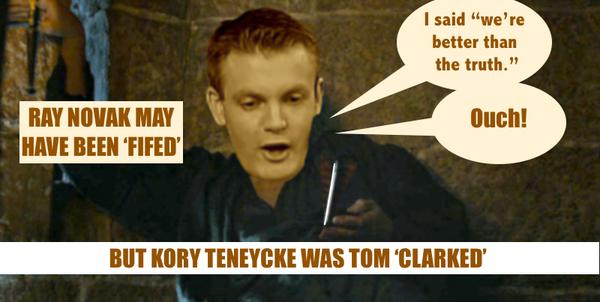 I said “we’re
better than
the truth.”
Ouch!
RAY NOVAK MAY
HAVE BEEN ‘FIFED’
BUT KORY TENEYCKE WAS TOM ‘CLARKED’